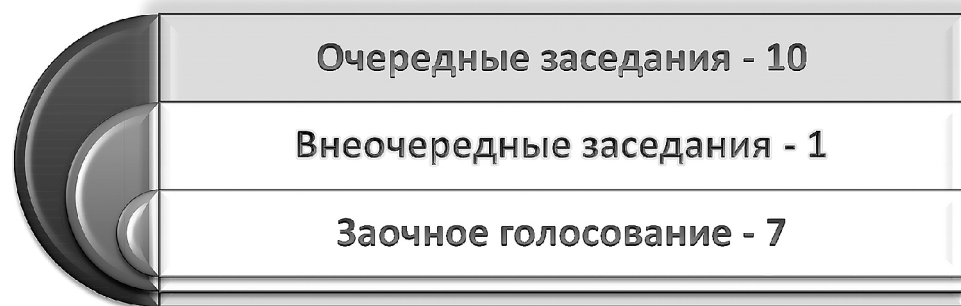 Очередные заседания - 10
Внеочередные заседания - 1
Заочное голосование - 7